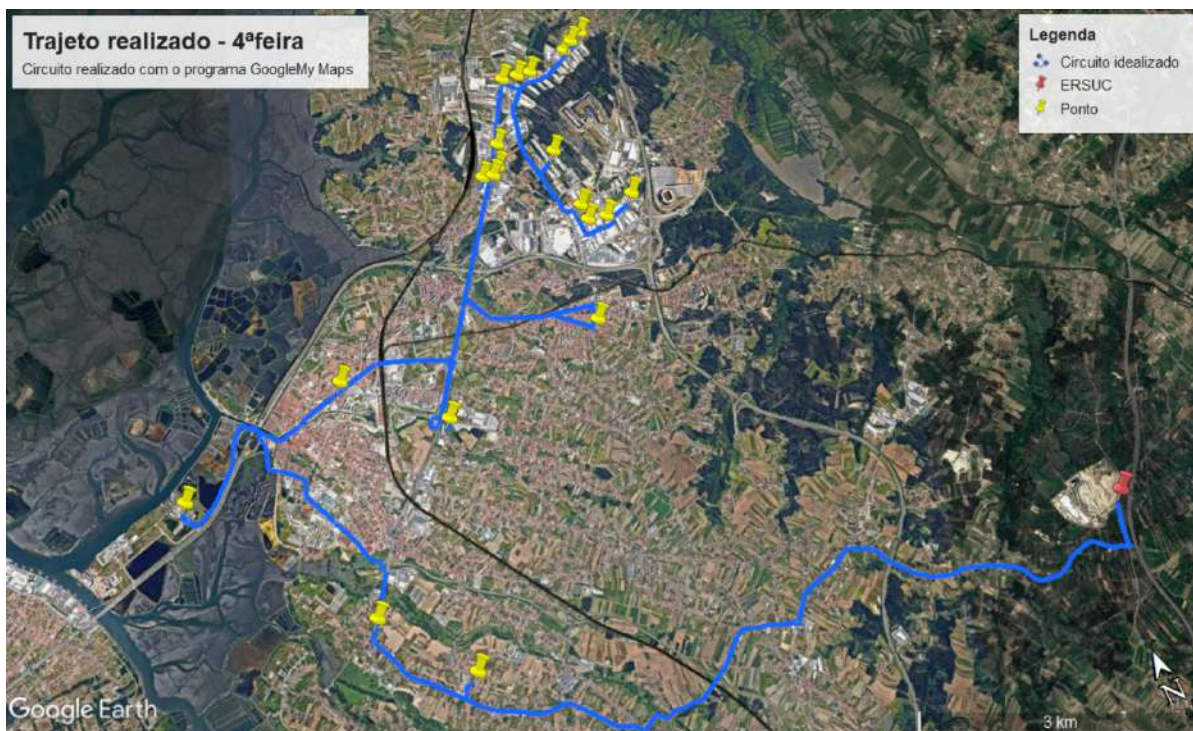 Trajeto realizado - 4ªfeira
Circuito realizado com o programa GoogleMy Maps
Legenda
Circuito idealizado
ERSUC
Ponto
Google Earth
N
3 km